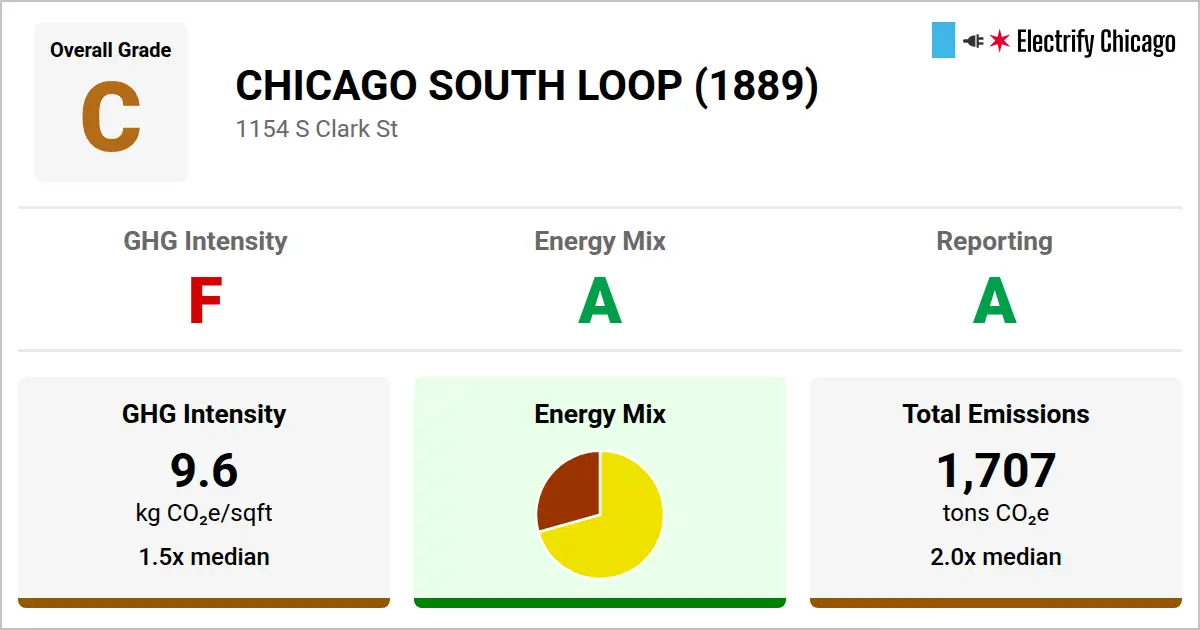 Overall Grade
C
CHICAGO SOUTH LOOP (1889)
1154 S Clark St
Electrify Chicago
GHG Intensity
F
Energy Mix
A
Reporting
A
GHG Intensity
9.6
kg CO₂e/sqft
1.5x median
Energy Mix
Total Emissions
1,707
tons CO₂e
2.0x median